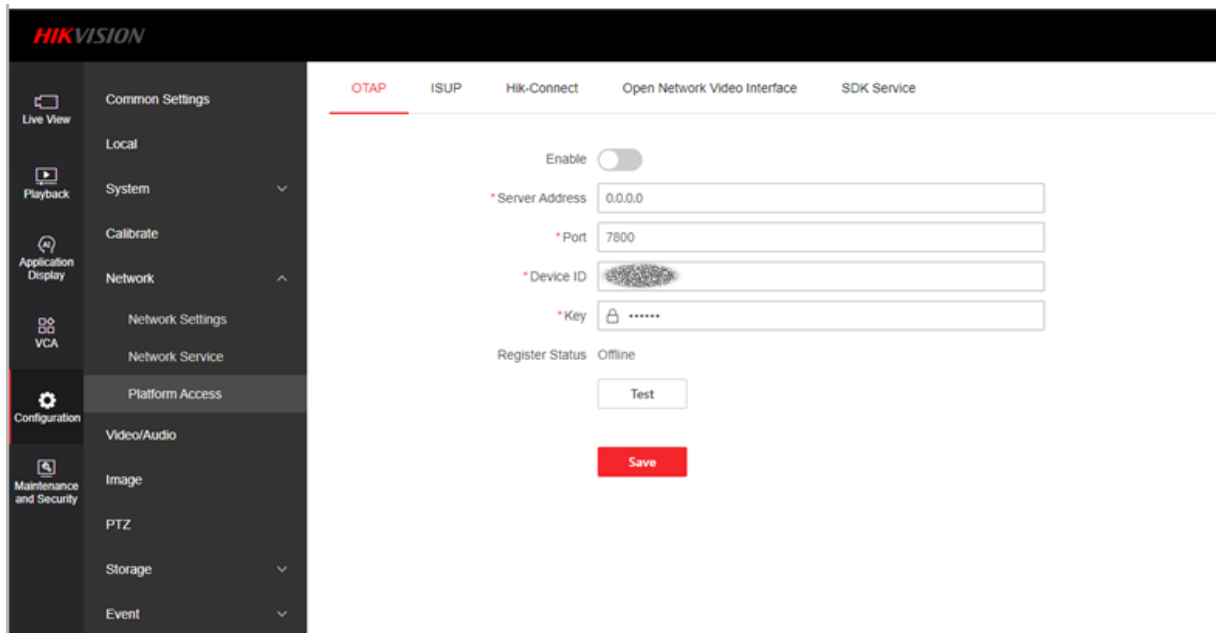 HIKVISION
Live View
Playback
Application
Display
VCA
Configuration
Maintenance
and Security
Common Settings
Local
System
Calibrate
Network
Network Settings
Network Service
Platform Access
Video/Audio
Image
PTZ
Storage
Event
OTAP ISUP Hik-Connect Open Network Video Interface SDK Service
Enable
*Server Address 0.0.0.0
*Port 7800
*Device ID
*Key ••••••
Register Status Offline
Test
Save